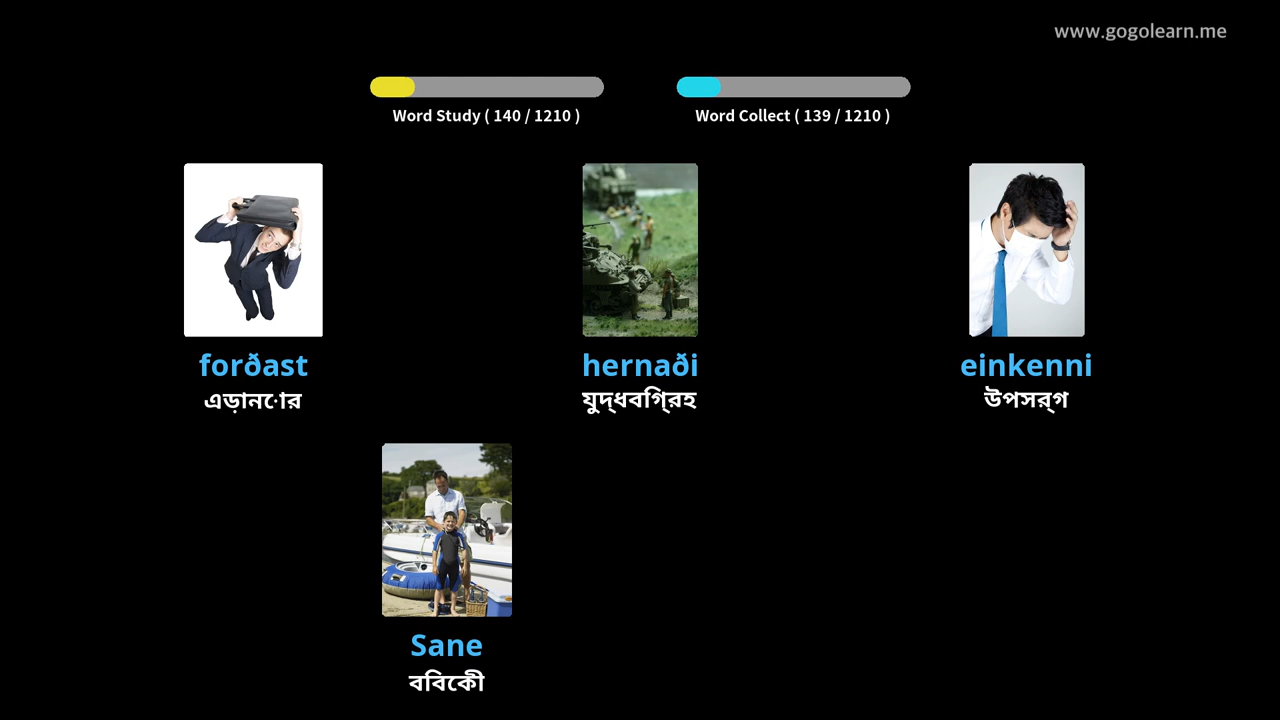 www.gogolearn.me
Word Study ( 140 / 1210 )
Word Collect ( 139 / 1210 )
forðast
এড়ানোর
hernaði
যুদ্ধবিগ্রহ
einkenni
উপসর্গ
Sane
বিবেকী